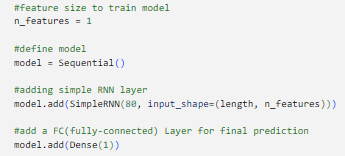 #feature size to train model
n_features = 1
#define model
model = Sequential()
#adding simple RNN layer
model.add(SimpleRNN(80, input_shape=(length, n_features)))
#add a FC(fully-connected) Layer for final prediction
model.add(Dense(1))